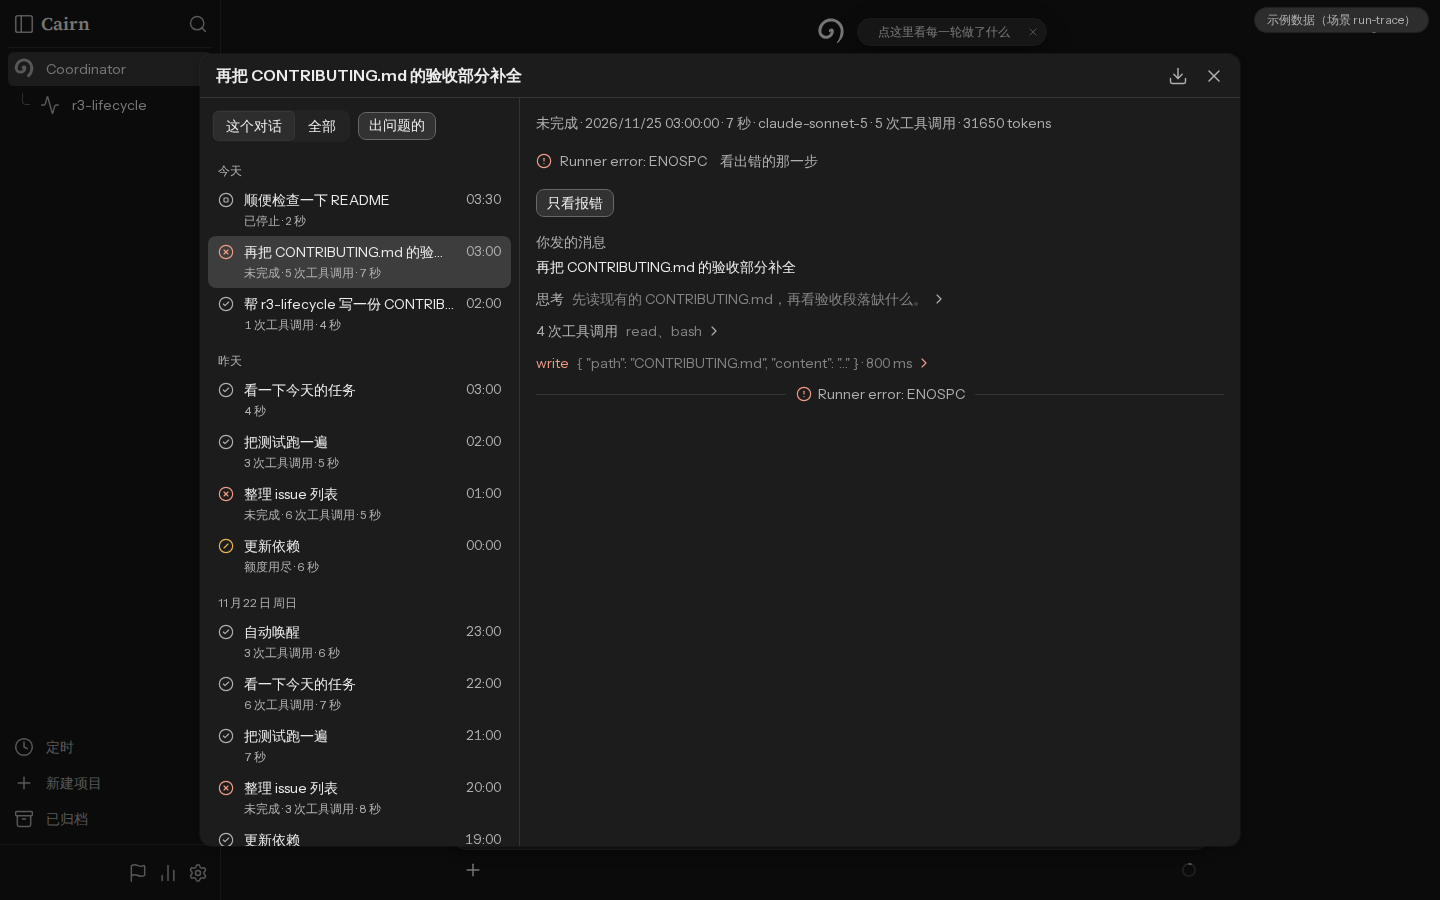 Cairn
Coordinator
r3-lifecycle
定时
新建项目
已归档
点这里看每一轮做了什么
示例数据（场景 run-trace）
再把 CONTRIBUTING.md 的验收部分补全
这个对话
全部
出问题的
今天
顺便检查一下 README 03:30
已停止 · 2 秒
再把 CONTRIBUTING.md 的验... 03:00
未完成 · 5 次工具调用 · 7 秒
帮 r3-lifecycle 写一份 CONTRIB... 02:00
1 次工具调用 · 4 秒
昨天
看一下今天的任务 03:00
4 秒
把测试跑一遍 02:00
3 次工具调用 · 5 秒
整理 issue 列表 01:00
未完成 · 6 次工具调用 · 5 秒
更新依赖 00:00
额度用尽 · 6 秒
11月22日周日
自动唤醒 23:00
3 次工具调用 · 6 秒
看一下今天的任务 22:00
6 次工具调用 · 7 秒
把测试跑一遍 21:00
7 秒
整理 issue 列表 20:00
未完成 · 3 次工具调用 · 8 秒
更新依赖 19:00
未完成 · 2026/11/25 03:00:00 · 7 秒 · claude-sonnet-5 · 5 次工具调用 · 31650 tokens
Runner error: ENOSPC 看出错的那一步
只看报错
你发的消息
再把 CONTRIBUTING.md 的验收部分补全
思考 先读现有的 CONTRIBUTING.md，再看验收段落缺什么。
4 次工具调用 read、bash
write { "path": "CONTRIBUTING.md", "content": "..." } · 800 ms
Runner error: ENOSPC